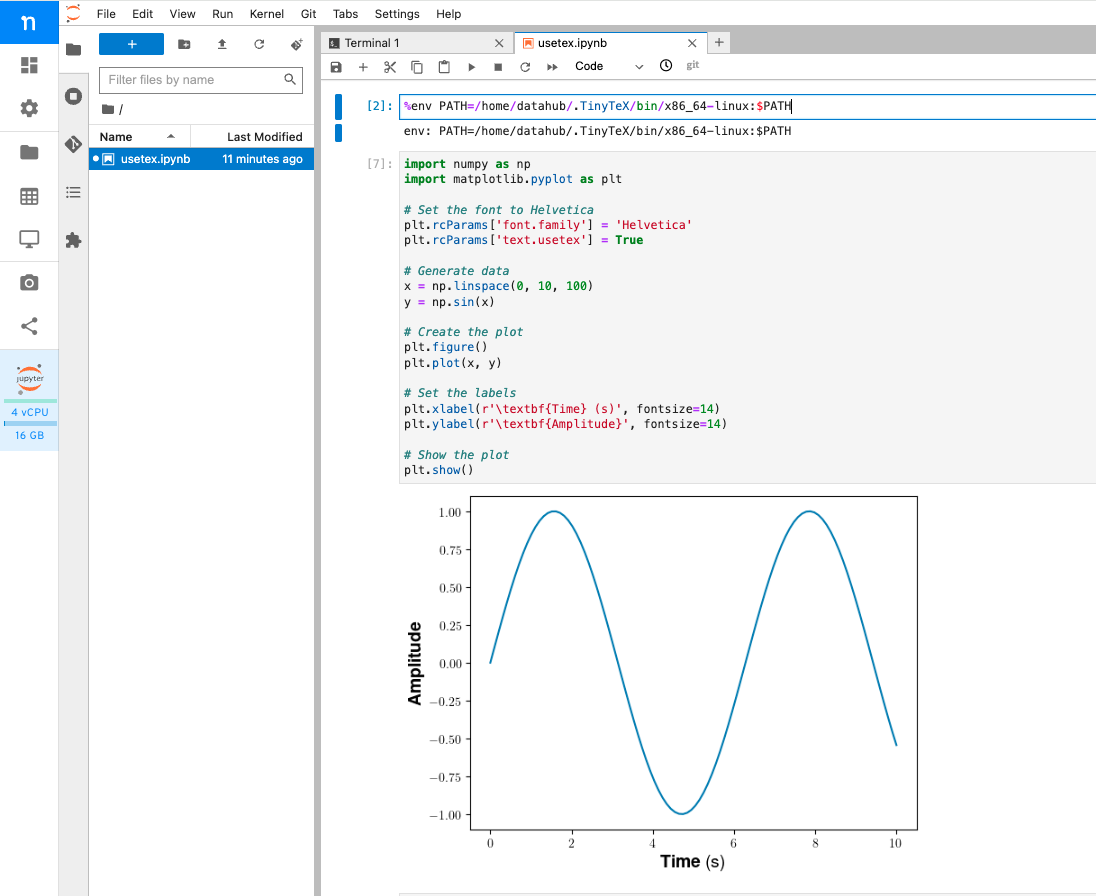 n
File Edit View Run Kernel Git Tabs Settings Help
+
Terminal 1
usetex.ipynb
+
Filter files by name
Code
git
/
Name
Last Modified
usetex.ipynb 11 minutes ago
jupyter
4 vCPU
16 GB
[2]: %env PATH=/home/datahub/.TinyTeX/bin/x86_64-linux:$PATH
env: PATH=/home/datahub/.TinyTeX/bin/x86_64-linux:$PATH
[7]: import numpy as np
import matplotlib.pyplot as plt
# Set the font to Helvetica
plt.rcParams['font.family'] = 'Helvetica'
plt.rcParams['text.usetex'] = True
# Generate data
x = np.linspace(0, 10, 100)
y = np.sin(x)
# Create the plot
plt.figure()
plt.plot(x, y)
# Set the labels
plt.xlabel(r'\textbf{Time} (s)', fontsize=14)
plt.ylabel(r'\textbf{Amplitude}', fontsize=14)
# Show the plot
plt.show()
1.00
0.75
0.50
0.25
0.00
−0.25
−0.50
−0.75
−1.00
Amplitude
0 2 4 6 8 10
Time (s)